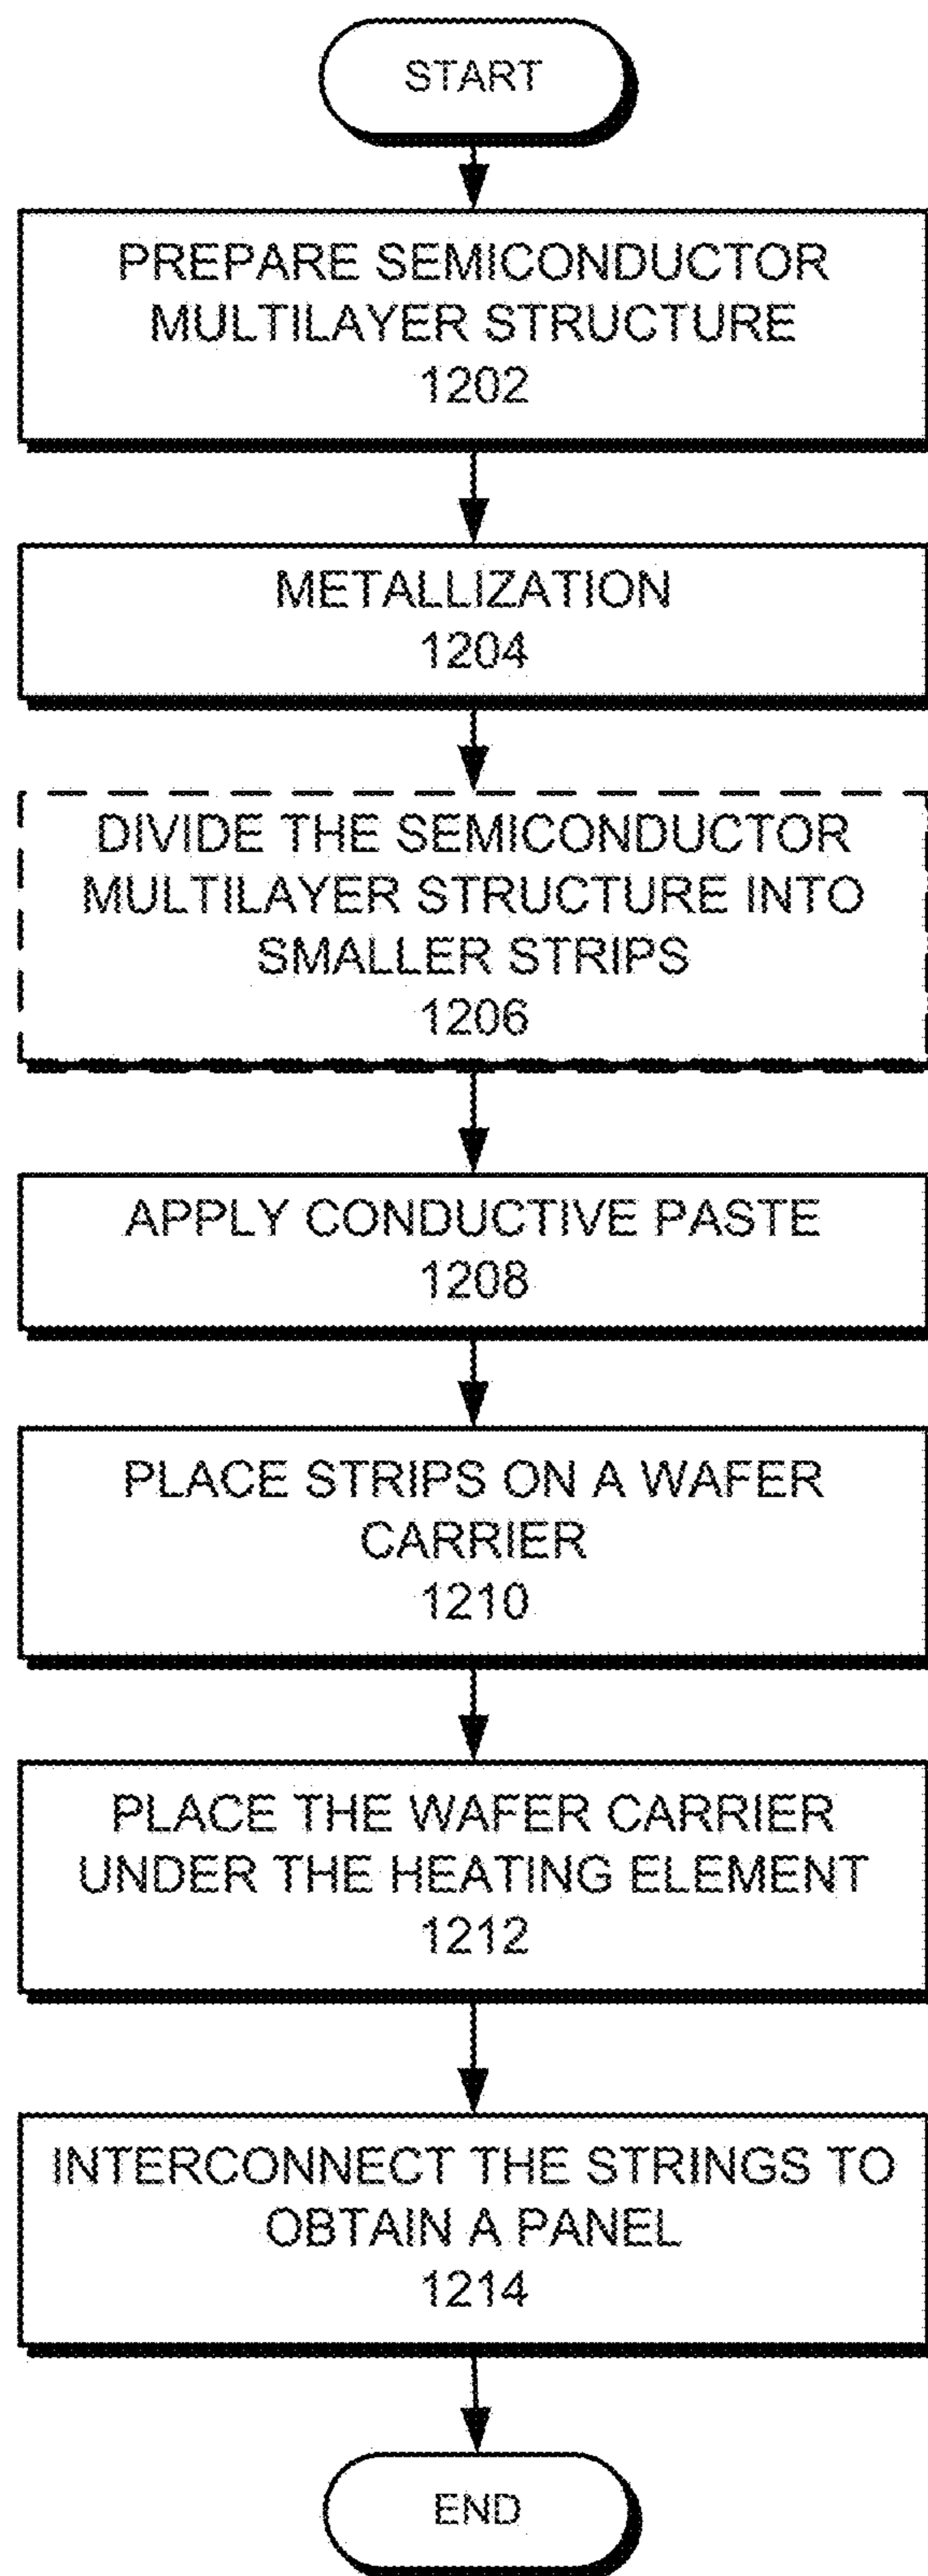 START
PREPARE SEMICONDUCTOR
MULTILAYER STRUCTURE
1202
METALLIZATION
1204
DIVIDE THE SEMICONDUCTOR
MULTILAYER STRUCTURE INTO
SMALLER STRIPS
1206
APPLY CONDUCTIVE PASTE
1208
PLACE STRIPS ON A WAFER
CARRIER
1210
PLACE THE WAFER CARRIER
UNDER THE HEATING ELEMENT
1212
INTERCONNECT THE STRINGS TO
OBTAIN A PANEL
1214
END